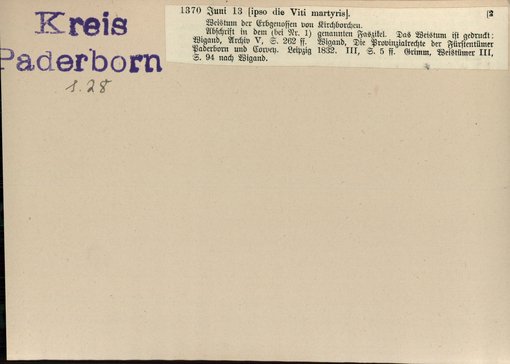 Kreis
Paderborn
S. 28
1370 Juni 13 [ipso die Viti martyris]. [2
Weistum der Erbgenossen von Kirchborchen.
Abschrift in dem (bei Nr. 1) genannten Faszikel. Das Weistum ist gedruckt:
Wigand, Archiv V, S. 262 ff. Wigand, Die Provinzialrechte der Fürstentümer
Paderborn und Corvey. Leipzig 1832. III, S. 5 ff. Grimm, Weistümer III,
S. 94 nach Wigand.